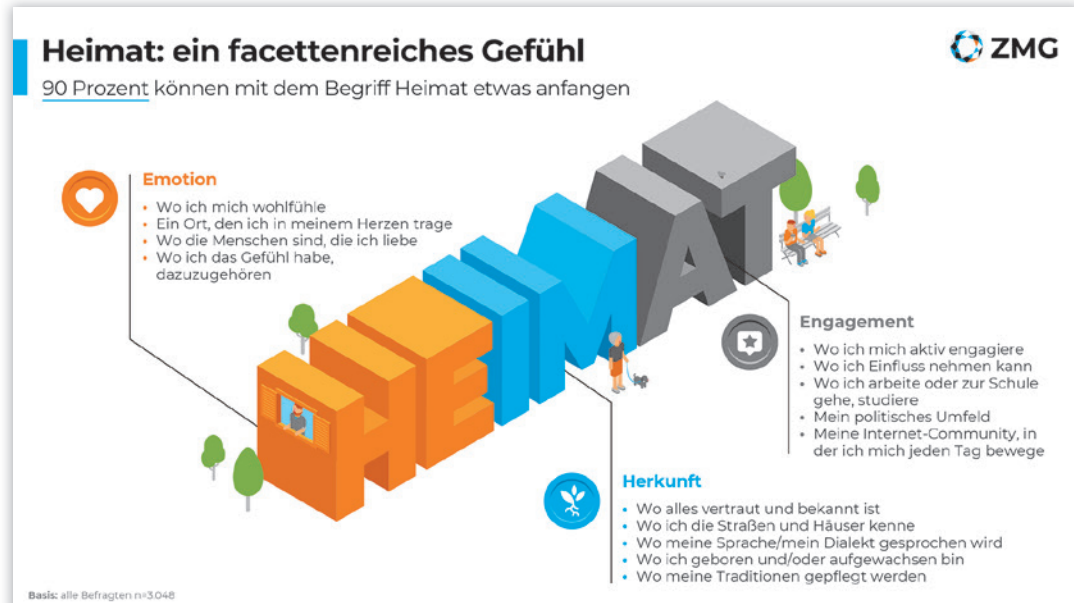 Heimat: ein facettenreiches Gefühl
ZMG
90 Prozent können mit dem Begriff Heimat etwas anfangen
Emotion
• Wo ich mich wohlfühle
• Ein Ort, den ich in meinem Herzen trage
• Wo die Menschen sind, die ich liebe
• Wo ich das Gefühl habe,
dazuzugehören
HEIMAT
Engagement
• Wo ich mich aktiv engagiere
• Wo ich Einfluss nehmen kann
• Wo ich arbeite oder zur Schule
gehe, studiere
• Mein politisches Umfeld
• Meine Internet-Community, in
der ich mich jeden Tag bewege
Herkunft
• Wo alles vertraut und bekannt ist
• Wo ich die Straßen und Häuser kenne
• Wo meine Sprache/mein Dialekt gesprochen wird
• Wo ich geboren und/oder aufgewachsen bin
• Wo meine Traditionen gepflegt werden
Basis: alle Befragten n=3.048